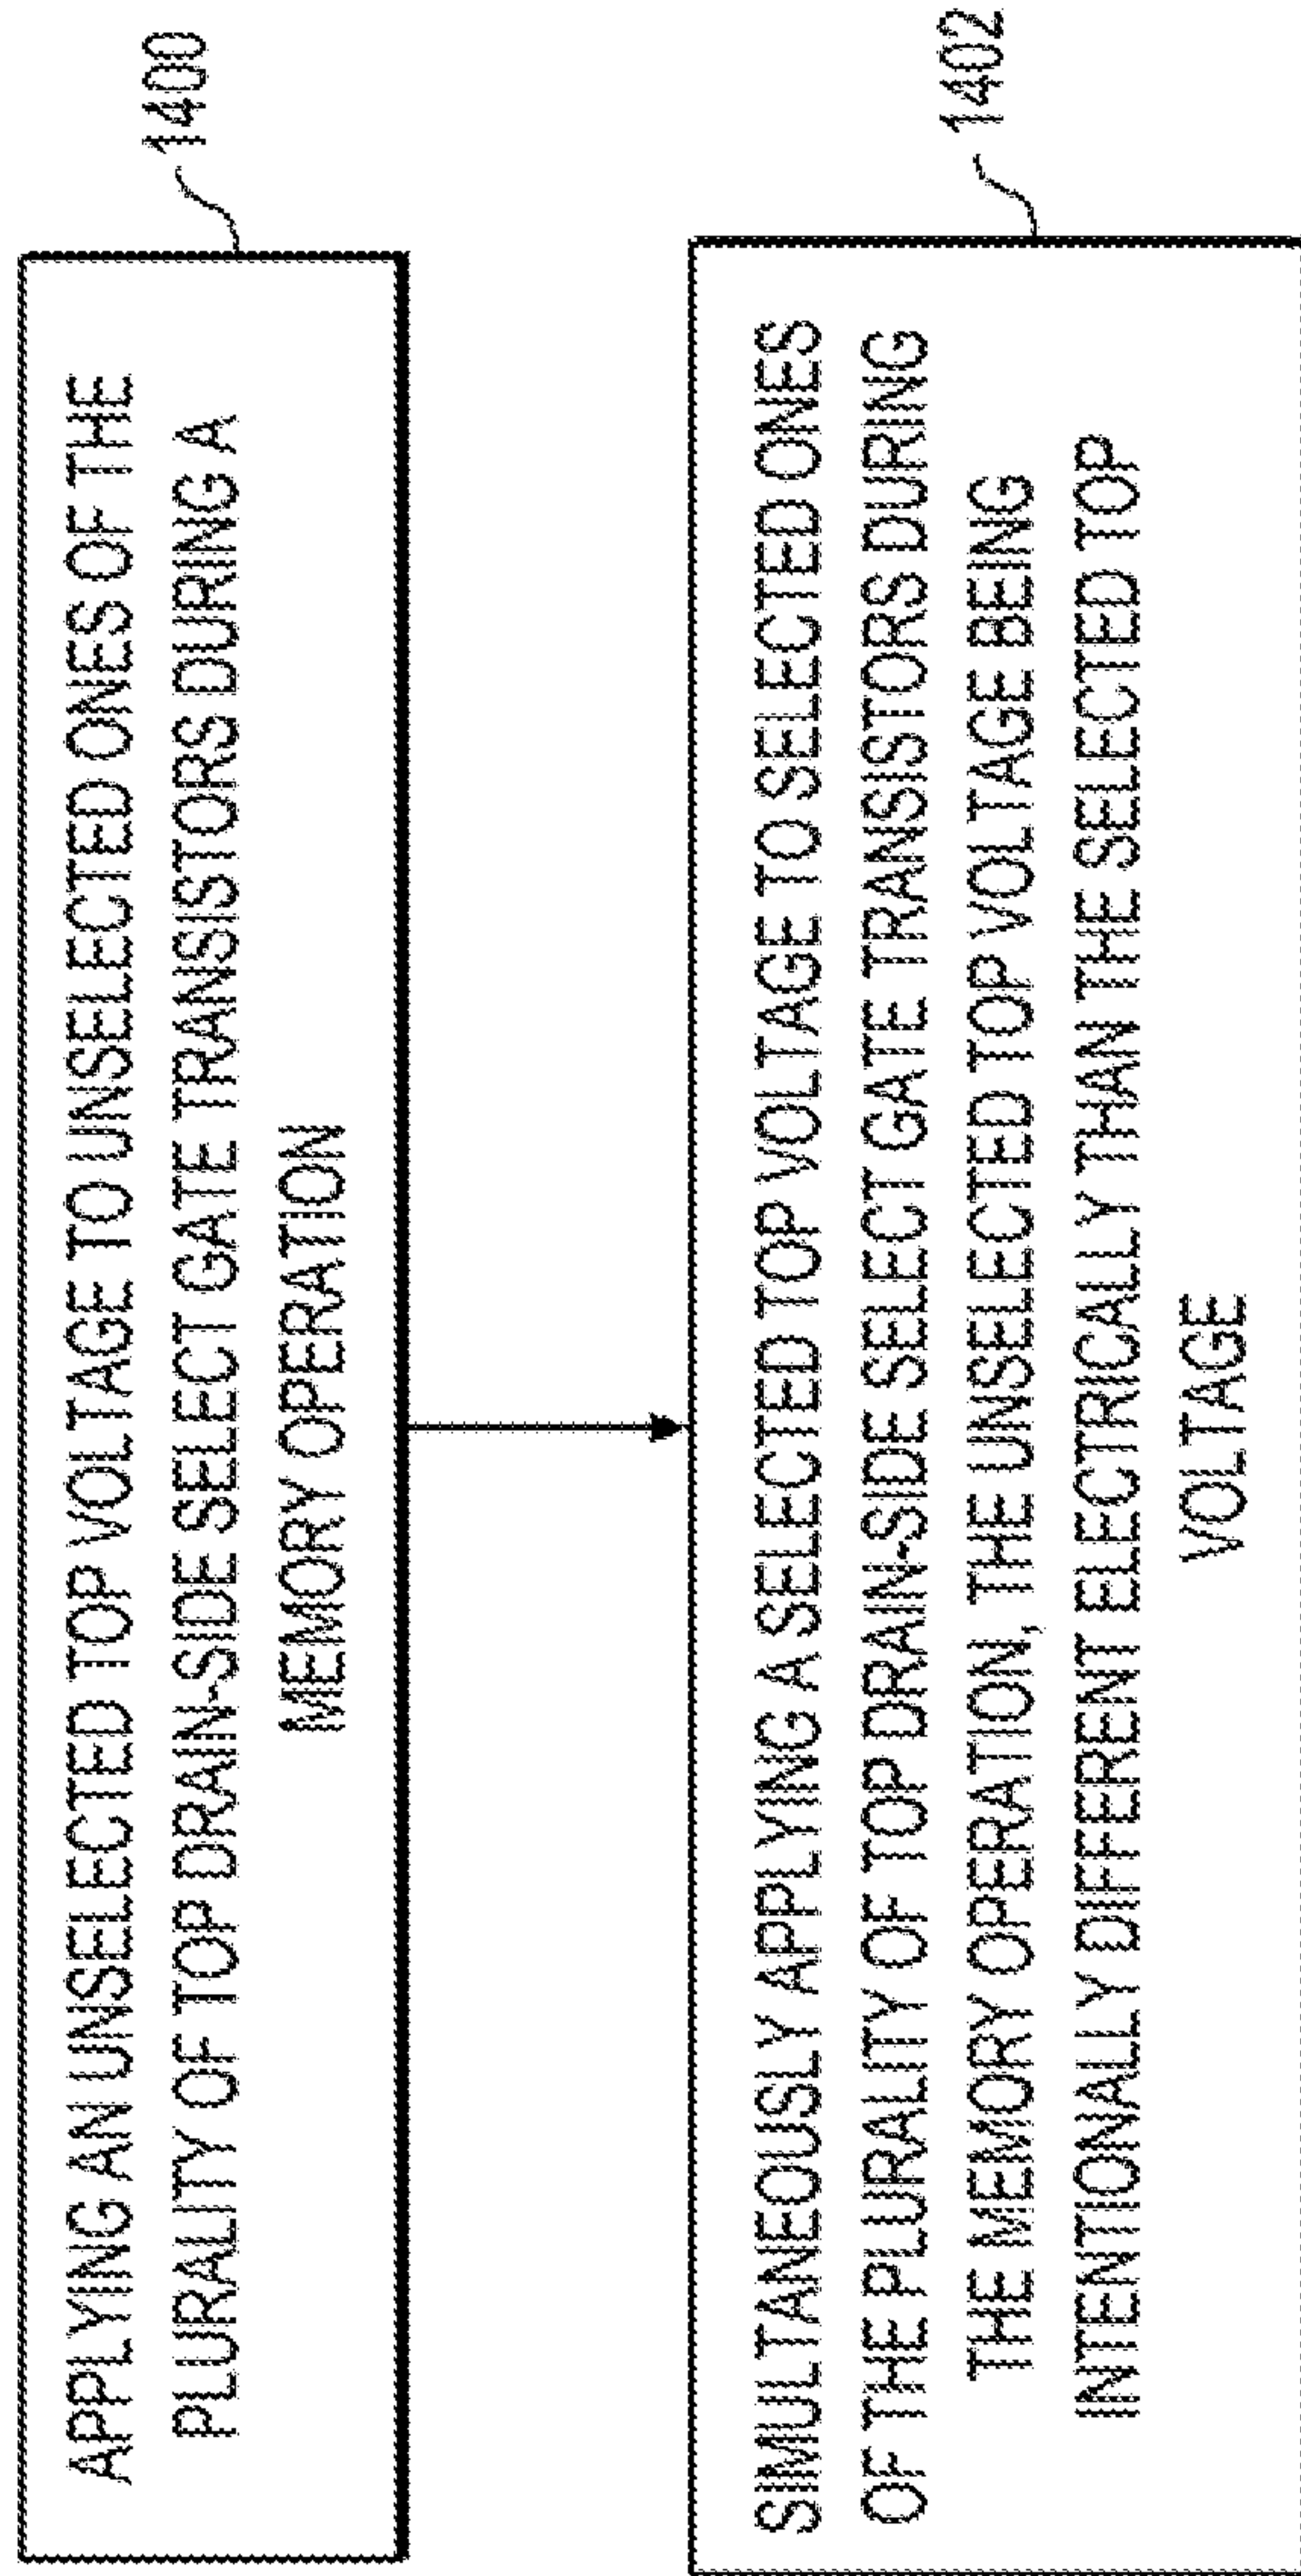 APPLYING AN UNSELECTED TOP VOLTAGE TO UNSELECTED ONES OF THE
PLURALITY OF TOP DRAIN-SIDE SELECT GATE TRANSISTORS DURING A
MEMORY OPERATION
1400
SIMULTANEOUSLY APPLYING A SELECTED TOP VOLTAGE TO SELECTED ONES
OF THE PLURALITY OF TOP DRAIN-SIDE SELECT GATE TRANSISTORS DURING
THE MEMORY OPERATION, THE UNSELECTED TOP VOLTAGE BEING
INTENTIONALLY DIFFERENT ELECTRICALLY THAN THE SELECTED TOP
VOLTAGE
1402